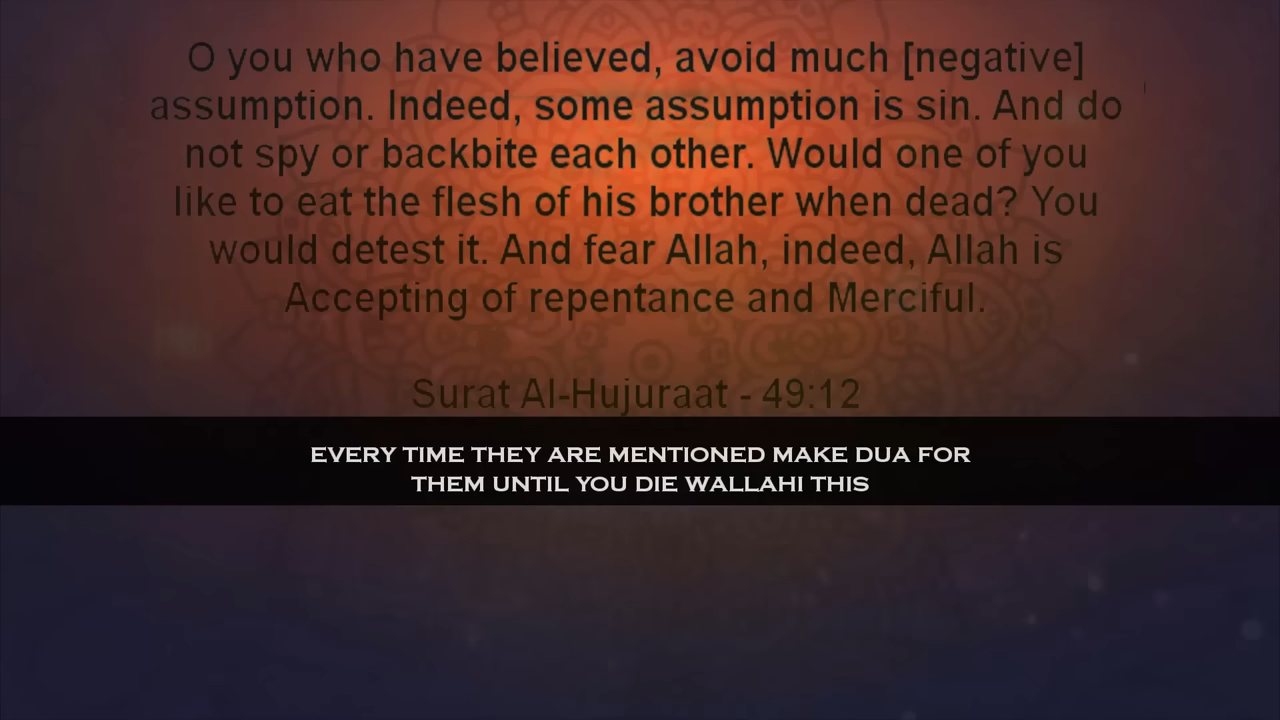 O you who have believed, avoid much [negative]
assumption. Indeed, some assumption is sin. And do
not spy or backbite each other. Would one of you
like to eat the flesh of his brother when dead? You
would detest it. And fear Allah, indeed, Allah is
Accepting of repentance and Merciful.
Surat Al-Hujuraat - 49:12
EVERY TIME THEY ARE MENTIONED MAKE DUA FOR
THEM UNTIL YOU DIE WALLAHI THIS